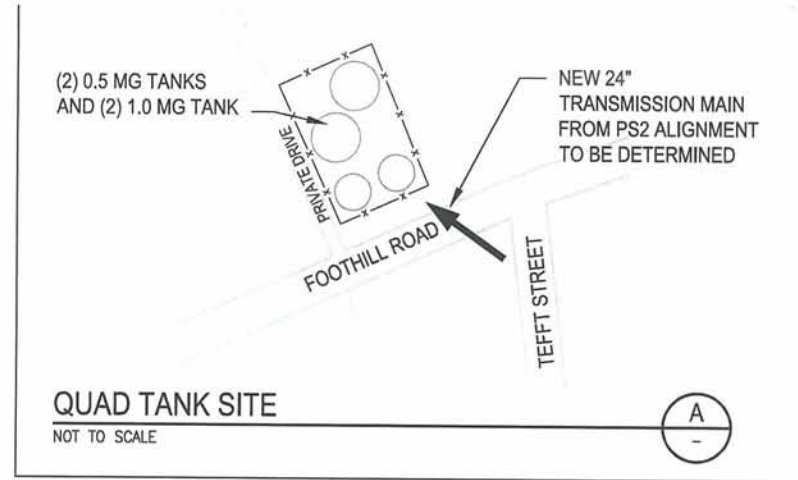 (2) 0.5 MG TANKS
AND (2) 1.0 MG TANK
NEW 24"
TRANSMISSION MAIN
FROM PS2 ALIGNMENT
TO BE DETERMINED
PRIVATE DRIVE
FOOTHILL ROAD
TEFFT STREET
QUAD TANK SITE
NOT TO SCALE
A
-